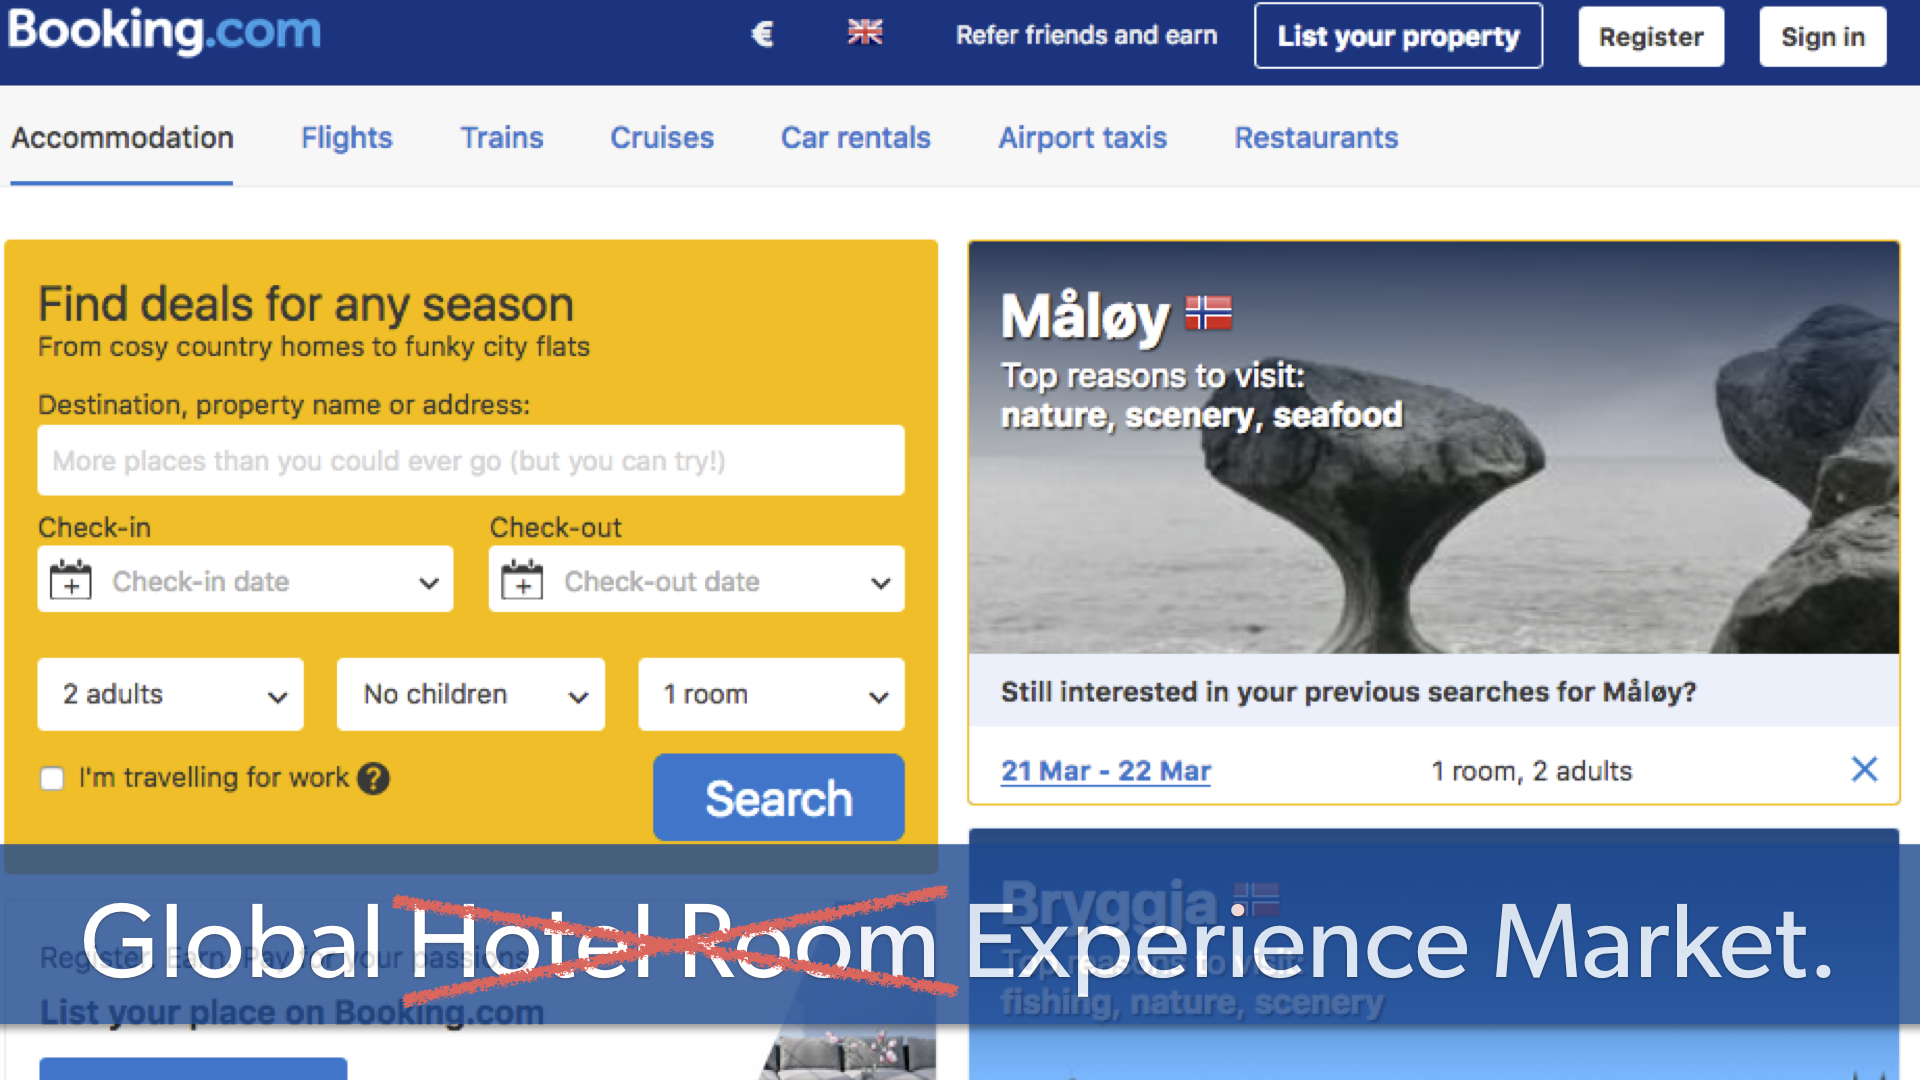 Booking.com
€
Refer friends and earn
List your property
Register
Sign in
Accommodation
Flights
Trains
Cruises
Car rentals
Airport taxis
Restaurants
Find deals for any season
From cosy country homes to funky city flats
Destination, property name or address:
More places than you could ever go (but you can try!)
Check-in
Check-out
Check-in date
Check-out date
2 adults
No children
1 room
I'm travelling for work
?
Search
Måløy
Top reasons to visit:
nature, scenery, seafood
Still interested in your previous searches for Måløy?
21 Mar - 22 Mar
1 room, 2 adults
Global Hotel Room Experience Market.
Register. Earn. Pay for your passions
List your place on Booking.com
Bryggja
Top reasons to visit:
fishing, nature, scenery